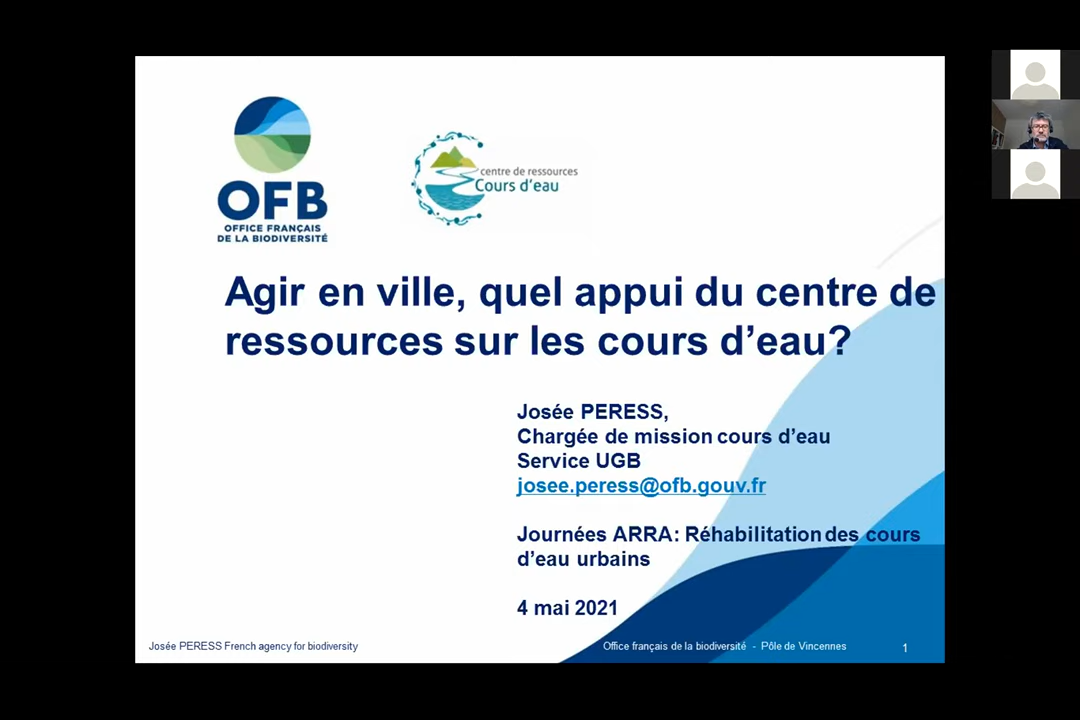 OFB
OFFICE FRANÇAIS
DE LA BIODIVERSITÉ
centre de ressources
Cours d'eau
Agir en ville, quel appui du centre de
ressources sur les cours d’eau?
Josée PERESS,
Chargée de mission cours d’eau
Service UGB
josee.peress@ofb.gouv.fr
Journées ARRA: Réhabilitation des cours
d’eau urbains
4 mai 2021
Josée PERESS French agency for biodiversity
Office français de la biodiversité - Pôle de Vincennes
1